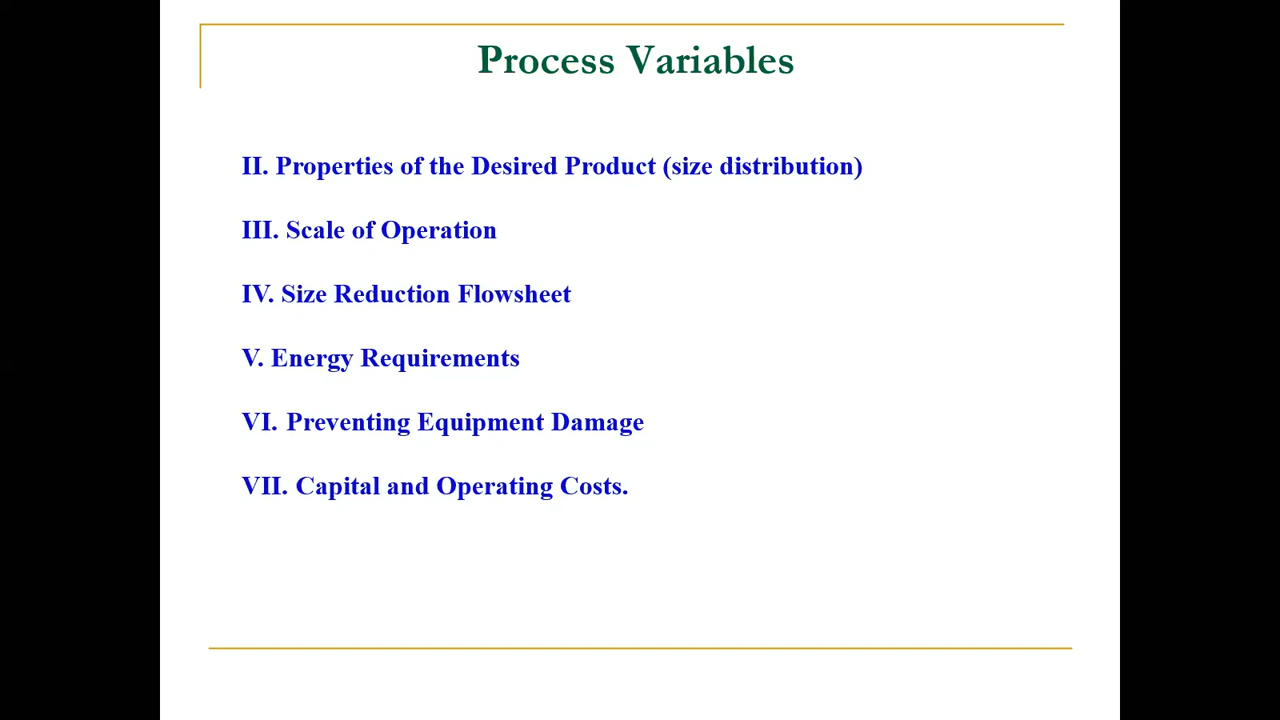 Process Variables
II. Properties of the Desired Product (size distribution)
III. Scale of Operation
IV. Size Reduction Flowsheet
V. Energy Requirements
VI. Preventing Equipment Damage
VII. Capital and Operating Costs.